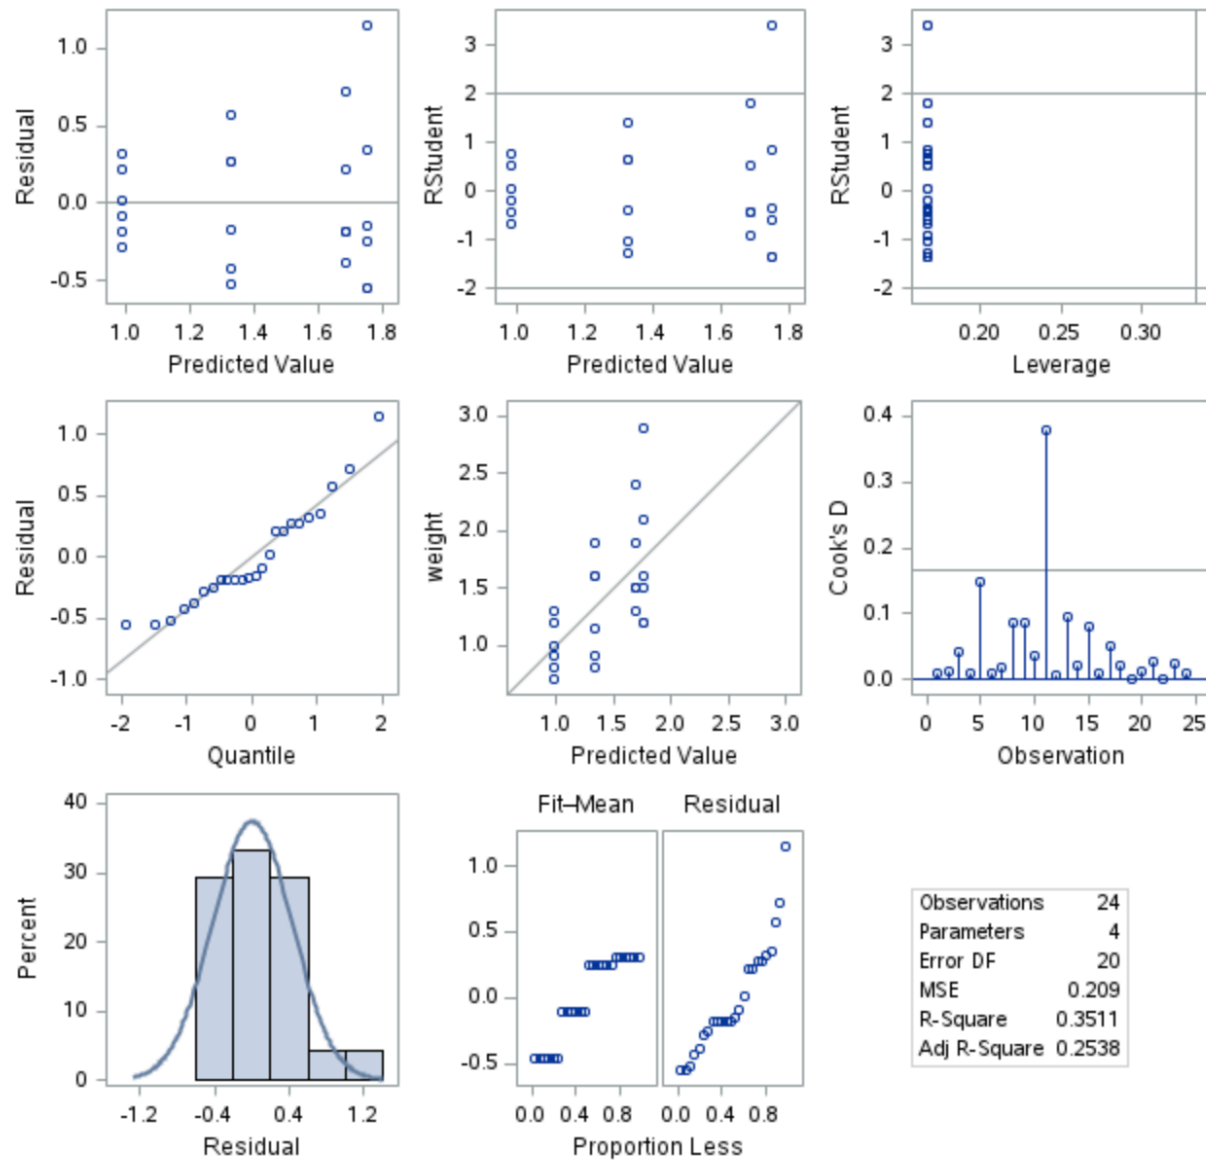 1.0
0.5
0.0
-0.5
Residual
1.0 1.2 1.4 1.6 1.8
Predicted Value
3
2
1
0
-1
-2
RStudent
1.0 1.2 1.4 1.6 1.8
Predicted Value
3
2
1
0
-1
-2
RStudent
0.20 0.25 0.30
Leverage
1.0
0.5
0.0
-0.5
-1.0
Residual
-2 -1 0 1 2
Quantile
3.0
2.5
2.0
1.5
1.0
weight
1.0 1.5 2.0 2.5 3.0
Predicted Value
0.4
0.3
0.2
0.1
0.0
Cook's D
0 5 10 15 20 25
Observation
40
30
20
10
0
Percent
-1.2 -0.4 0.4 1.2
Residual
Fit–Mean Residual
1.0
0.5
0.0
-0.5
0.0 0.4 0.8 0.0 0.4 0.8
Proportion Less
Observations 24
Parameters 4
Error DF 20
MSE 0.209
R-Square 0.3511
Adj R-Square 0.2538